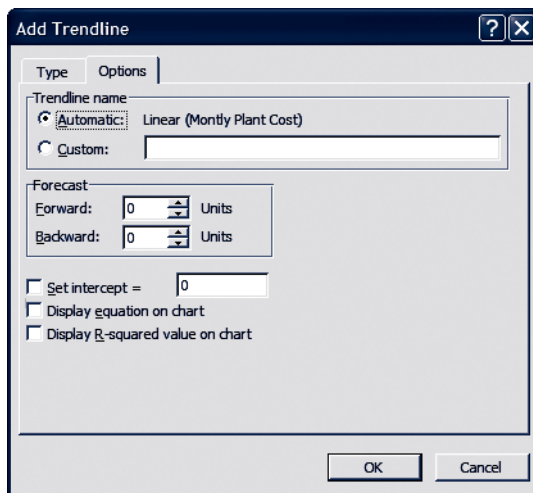 Add Trendline
Type Options
Trendline name
Automatic: Linear (Montly Plant Cost)
Custom:
Forecast
Forward: 0 Units
Backward: 0 Units
Set intercept = 0
Display equation on chart
Display R-squared value on chart
OK Cancel